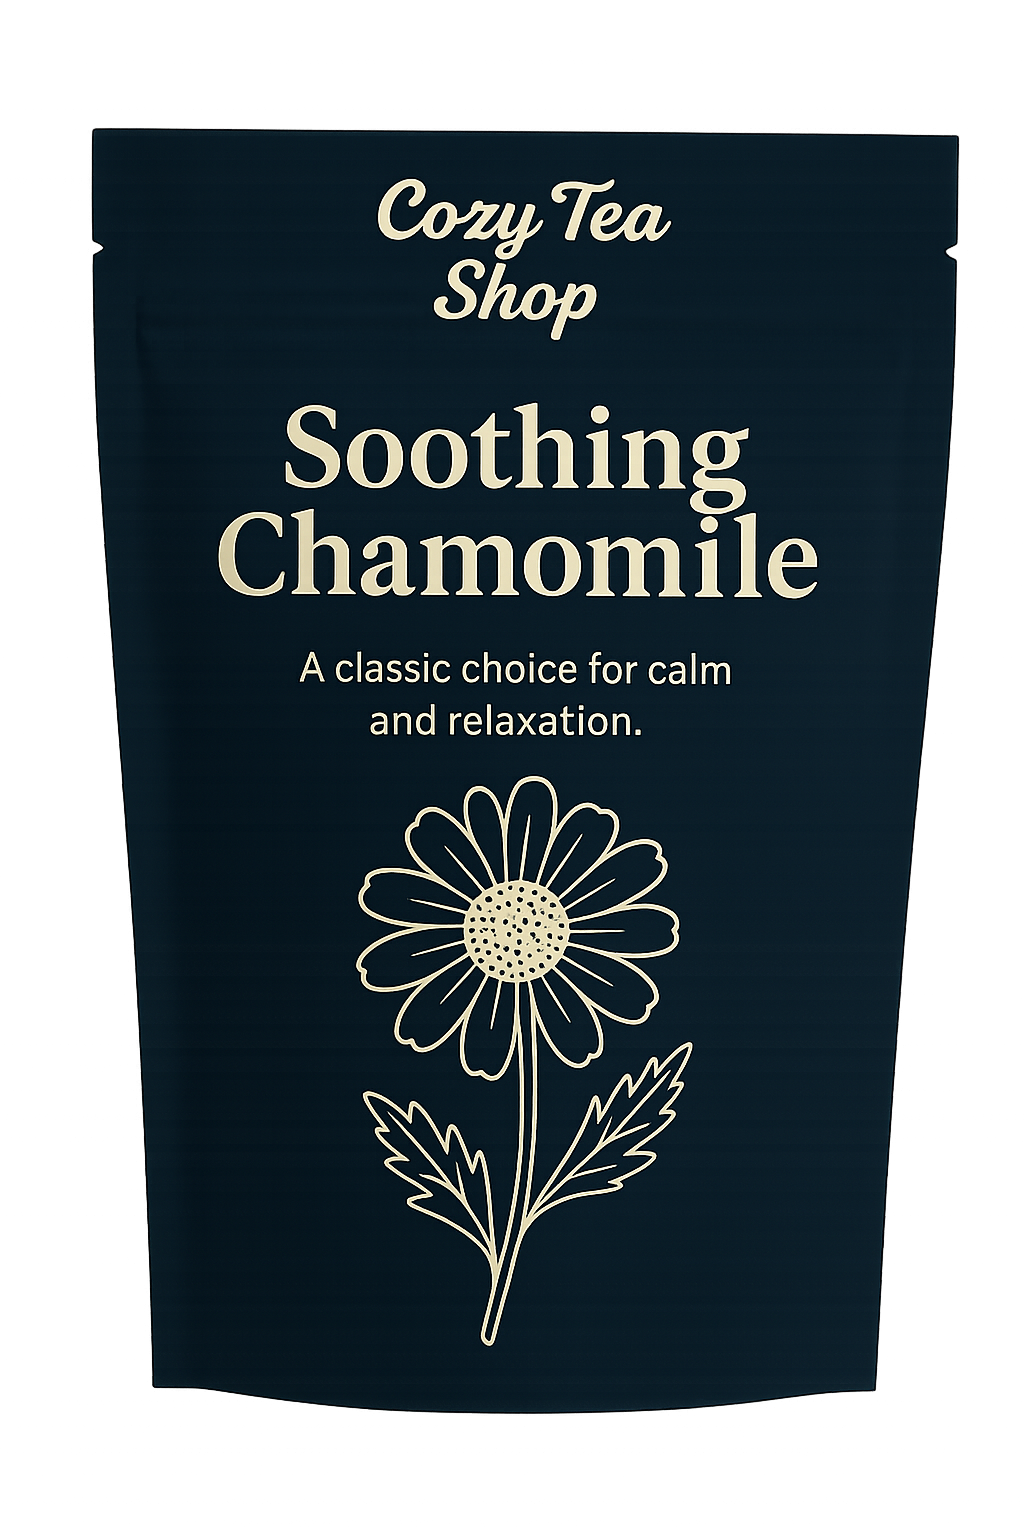 Cozy Tea
Shop
Soothing
Chamomile
A classic choice for calm
and relaxation.